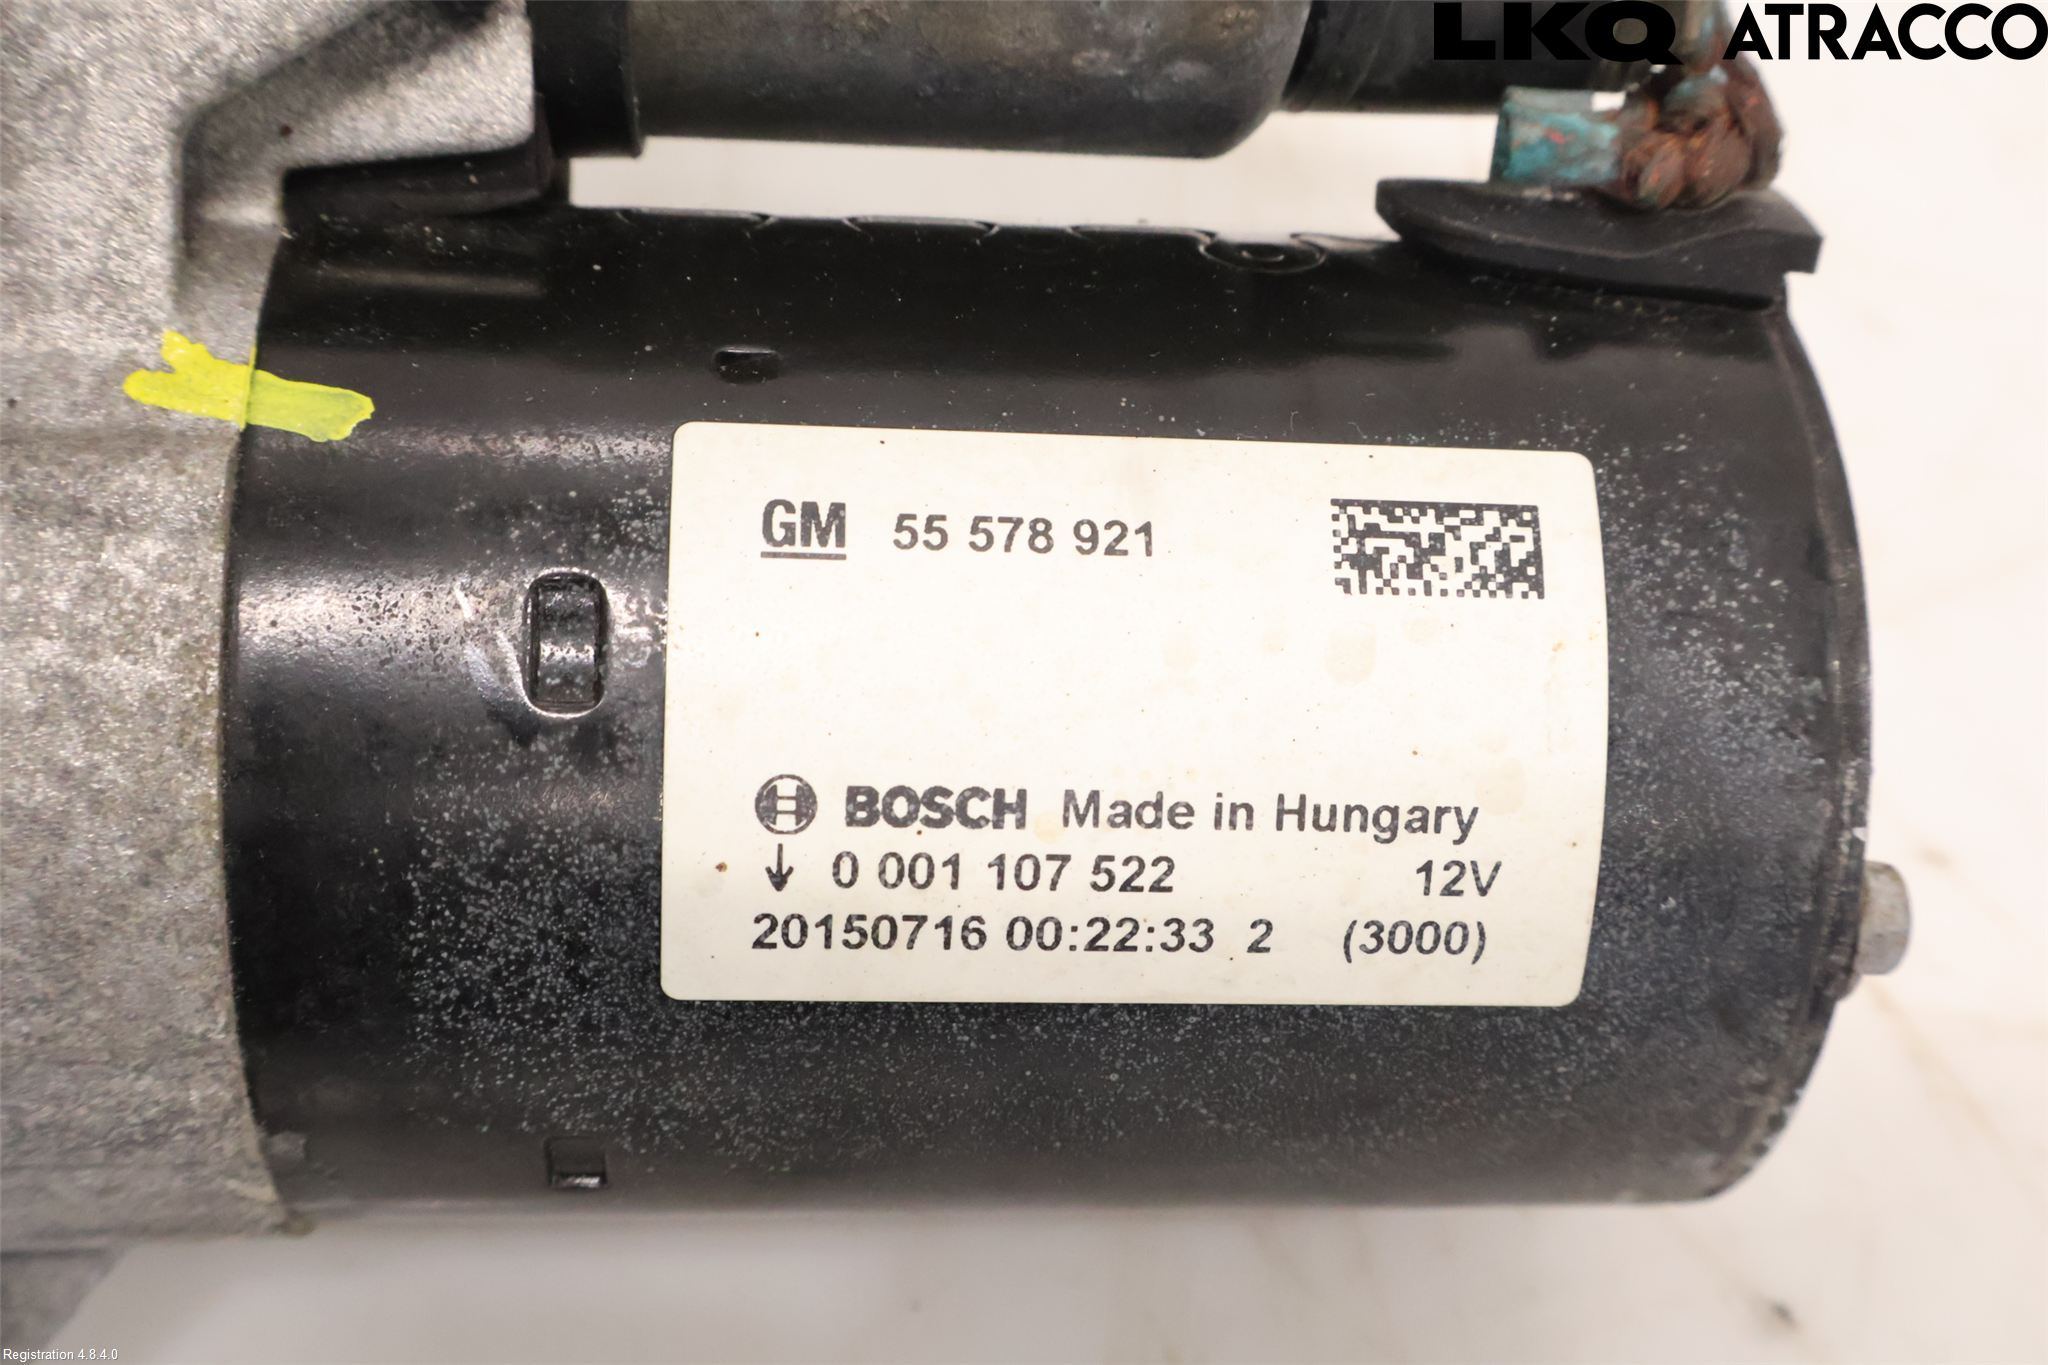 LKQ ATRACCO
GM 55 578 921
BOSCH Made in Hungary
↓ 0 001 107 522 12V
20150716 00:22:33 2 (3000)
Registration 4.8.4.0